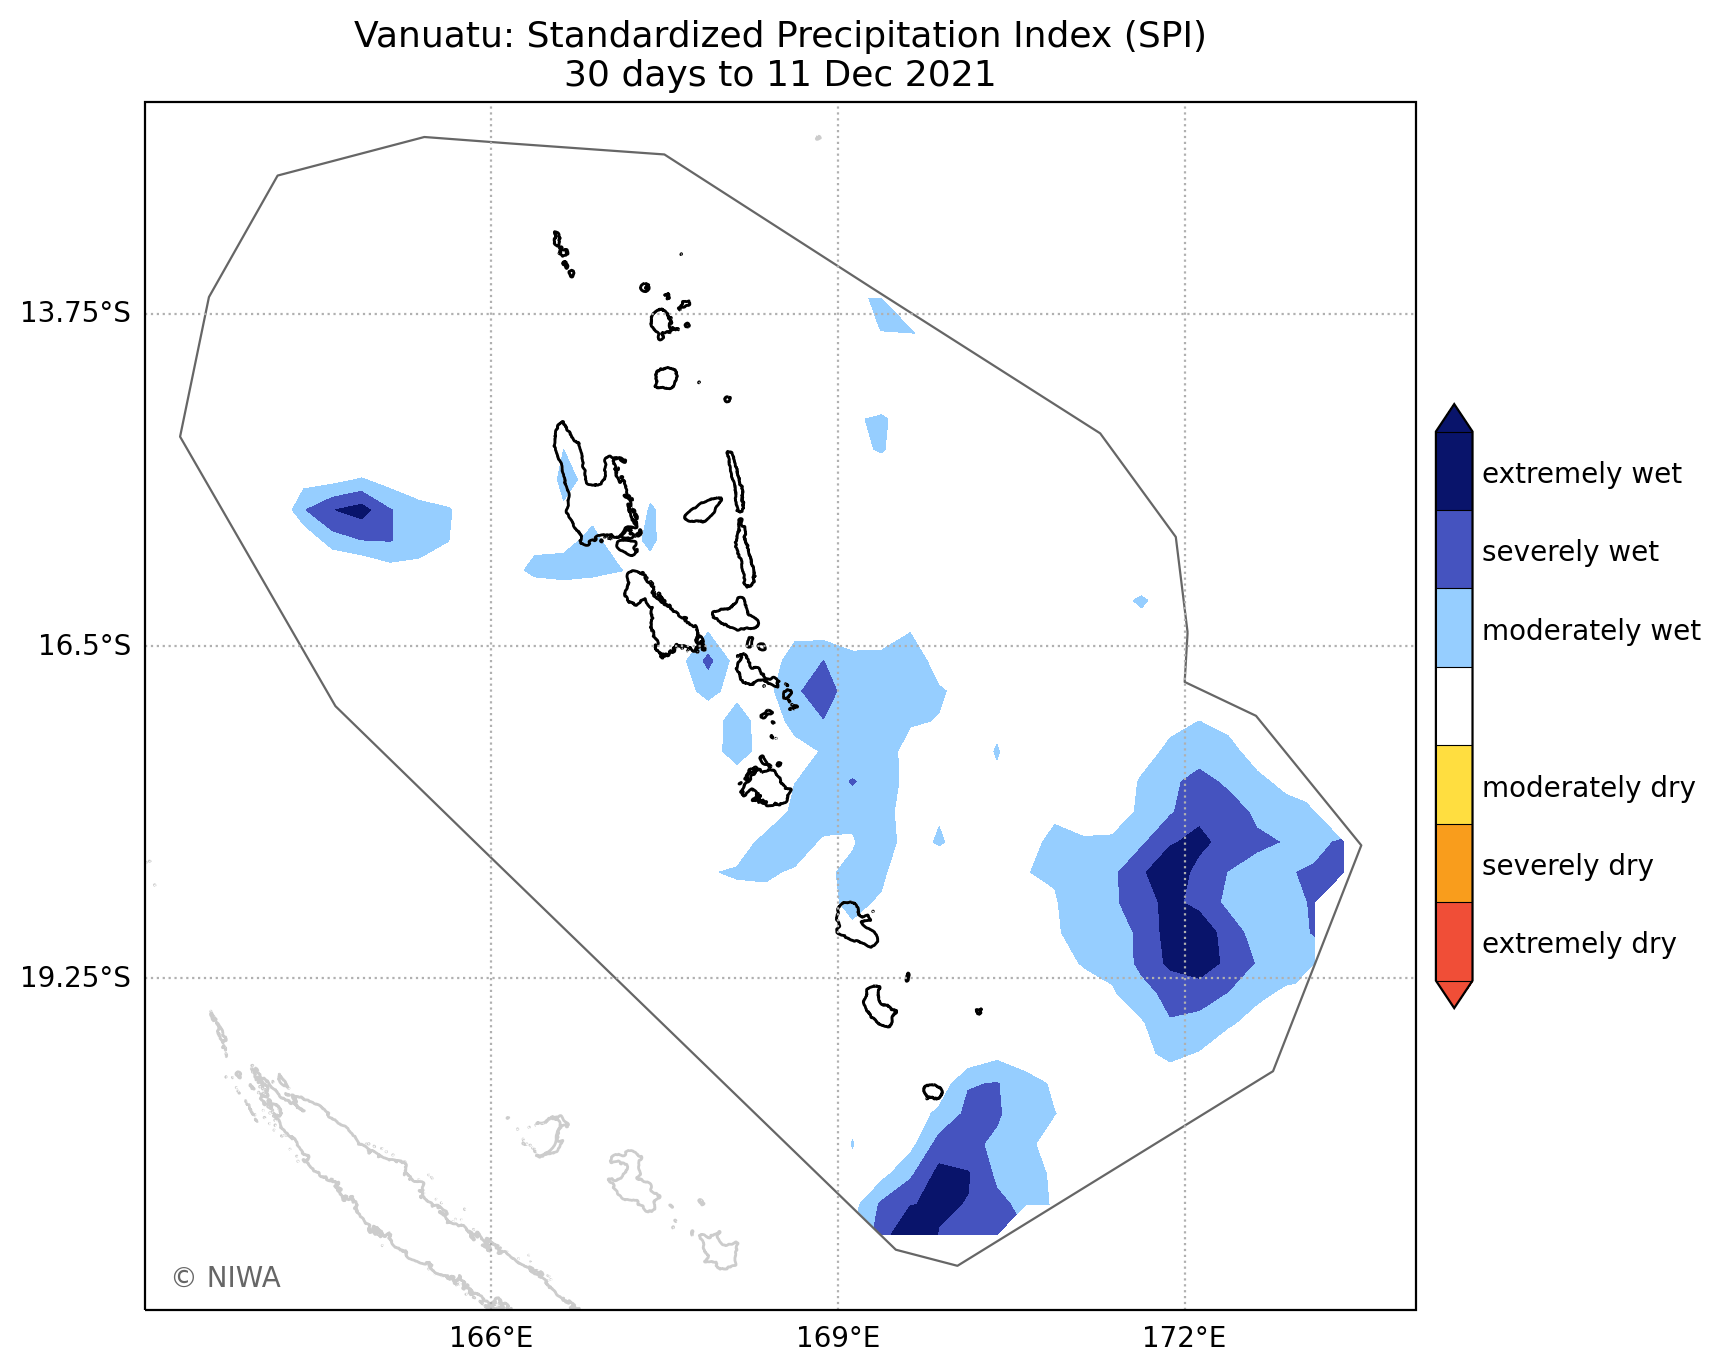 Vanuatu: Standardized Precipitation Index (SPI)
30 days to 11 Dec 2021
13.75°S
16.5°S
19.25°S
extremely wet
severely wet
moderately wet
moderately dry
severely dry
extremely dry
© NIWA
166°E
169°E
172°E